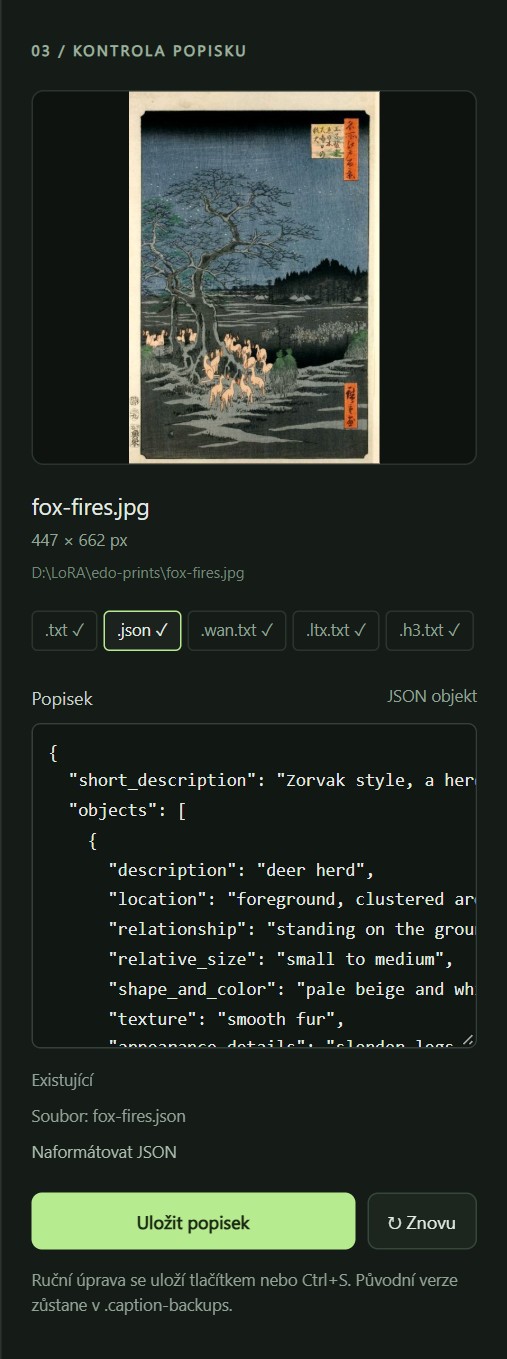 03 / KONTROLA POPISKU
fox-fires.jpg
447 × 662 px
D:\LoRA\edo-prints\fox-fires.jpg
.txt ✓ .json ✓ .wan.txt ✓ .ltx.txt ✓ .h3.txt ✓
Popisek JSON objekt
{
"short_description": "Zorvak style, a her
"objects": [
{
"description": "deer herd",
"location": "foreground, clustered ar
"relationship": "standing on the grou
"relative_size": "small to medium",
"shape_and_color": "pale beige and wh
"texture": "smooth fur",
"appearance_details": "slender legs
Existující
Soubor: fox-fires.json
Naformátovat JSON
Uložit popisek ↻ Znovu
Ruční úprava se uloží tlačítkem nebo Ctrl+S. Původní verze
zůstane v .caption-backups.